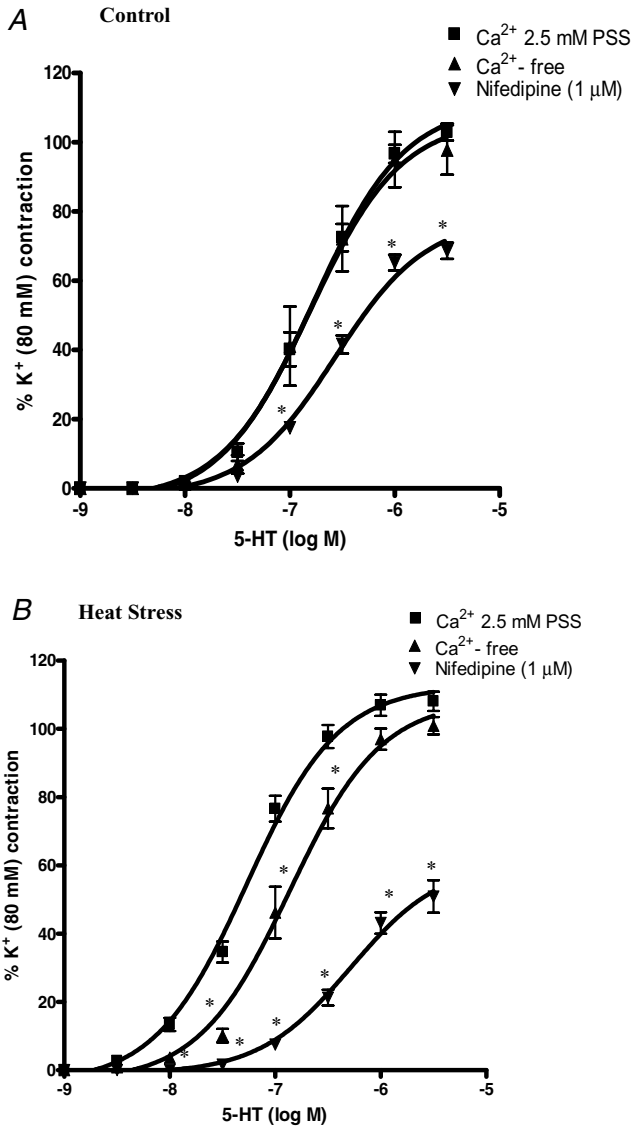 A Control
Ca²⁺ 2.5 mM PSS
Ca²⁺- free
Nifedipine (1 μM)
% K⁺ (80 mM) contraction
120
100
80
60
40
20
0
* * * *
-9 -8 -7 -6 -5
5-HT (log M)
B Heat Stress
Ca²⁺ 2.5 mM PSS
Ca²⁺- free
Nifedipine (1 μM)
% K⁺ (80 mM) contraction
120
100
80
60
40
20
0
* * * * * * * * *
-9 -8 -7 -6 -5
5-HT (log M)